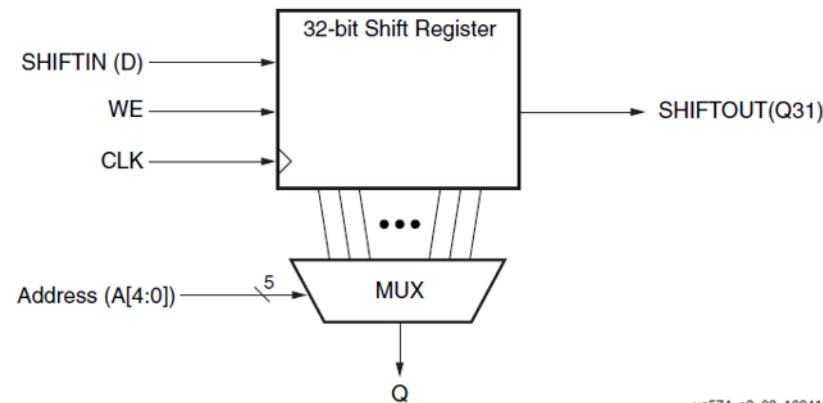 32-bit Shift Register
SHIFTIN (D)
WE
SHIFTOUT(Q31)
CLK
Address (A[4:0])
5
MUX
Q